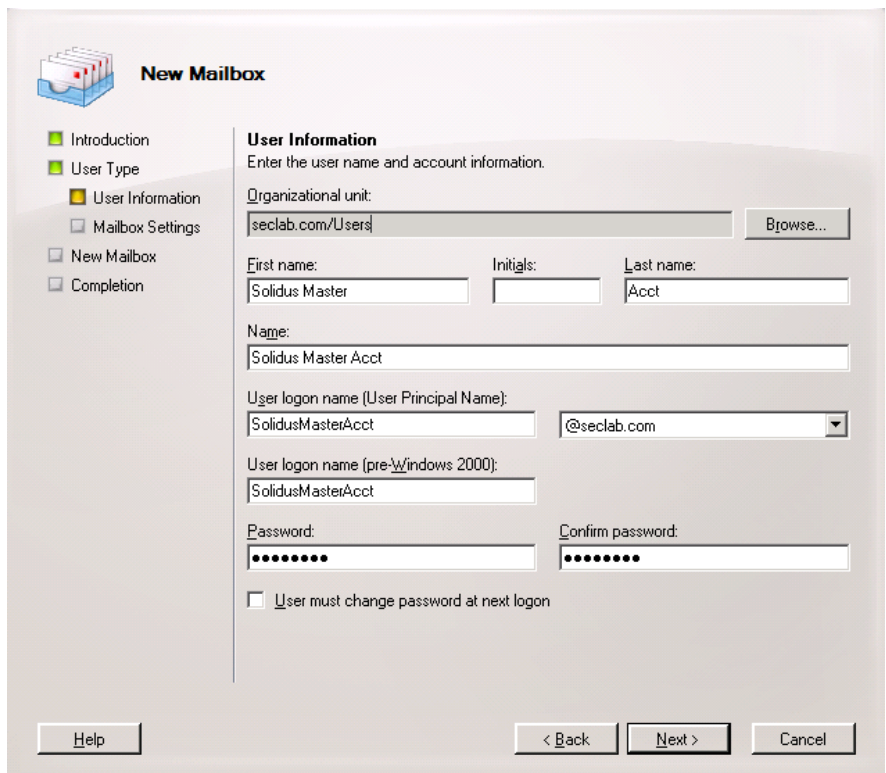 New Mailbox
Introduction
User Type
User Information
Mailbox Settings
New Mailbox
Completion
User Information
Enter the user name and account information.
Organizational unit:
seclab.com/Users
Browse...
First name: Initials: Last name:
Solidus Master Acct
Name:
Solidus Master Acct
User logon name (User Principal Name):
SolidusMasterAcct @seclab.com
User logon name (pre-Windows 2000):
SolidusMasterAcct
Password: Confirm password:
●●●●●●●● ●●●●●●●●
User must change password at next logon
Help < Back Next > Cancel